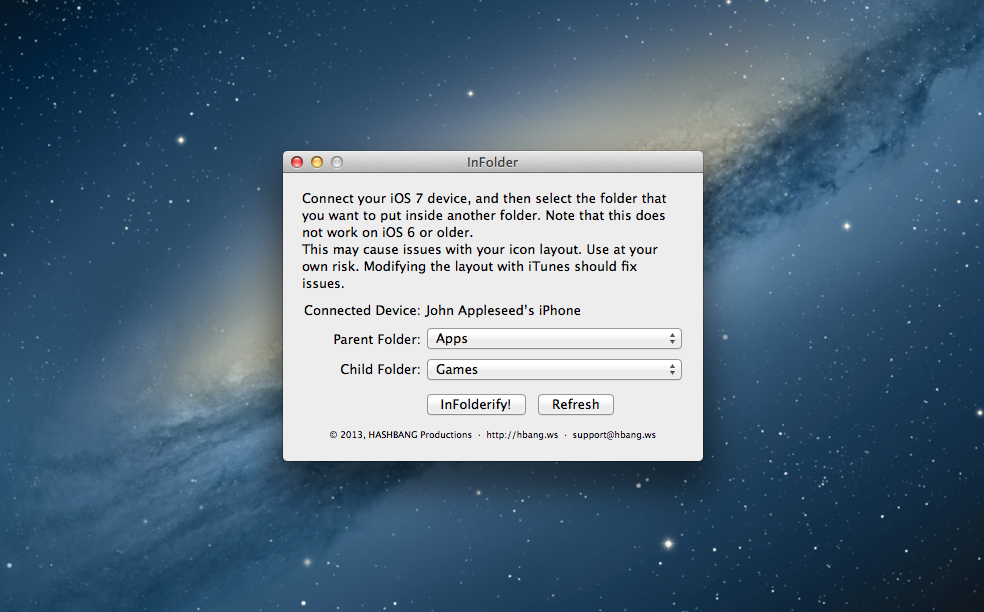 InFolder
Connect your iOS 7 device, and then select the folder that
you want to put inside another folder. Note that this does
not work on iOS 6 or older.
This may cause issues with your icon layout. Use at your
own risk. Modifying the layout with iTunes should fix
issues.
Connected Device: John Appleseed’s iPhone
Parent Folder: Apps
Child Folder: Games
InFolderify! Refresh
© 2013, HASHBANG Productions · http://hbang.ws · support@hbang.ws